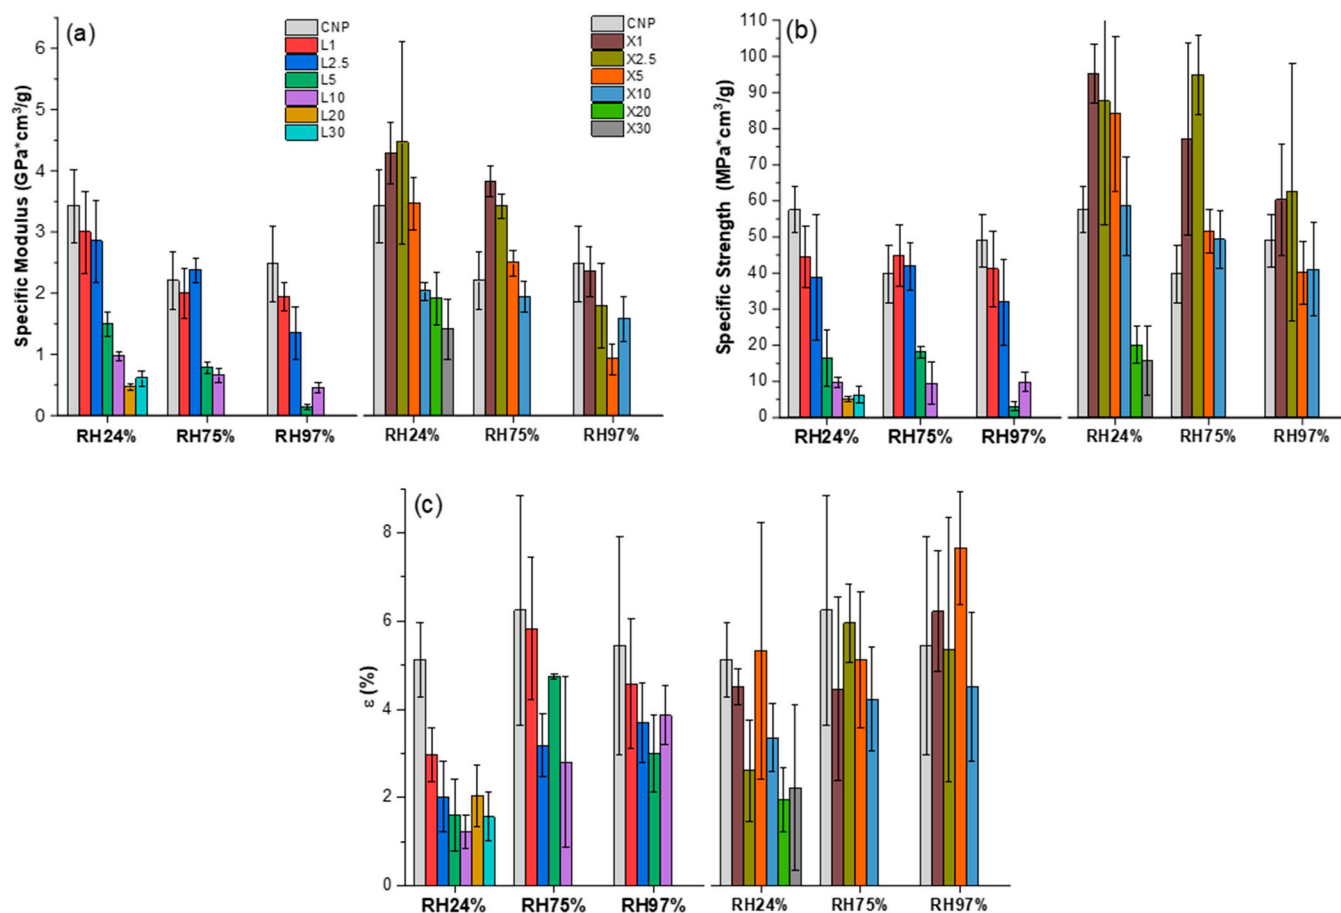 (a)
Specific Modulus (GPa*cm³/g)
6
5
4
3
2
1
0
CNP
L1
L2.5
L5
L10
L20
L30
CNP
X1
X2.5
X5
X10
X20
X30
RH24%
RH75%
RH97%
RH24%
RH75%
RH97%
(b)
Specific Strength (MPa*cm³/g)
110
100
90
80
70
60
50
40
30
20
10
0
RH24%
RH75%
RH97%
RH24%
RH75%
RH97%
(c)
ε (%)
8
6
4
2
0
RH24%
RH75%
RH97%
RH24%
RH75%
RH97%